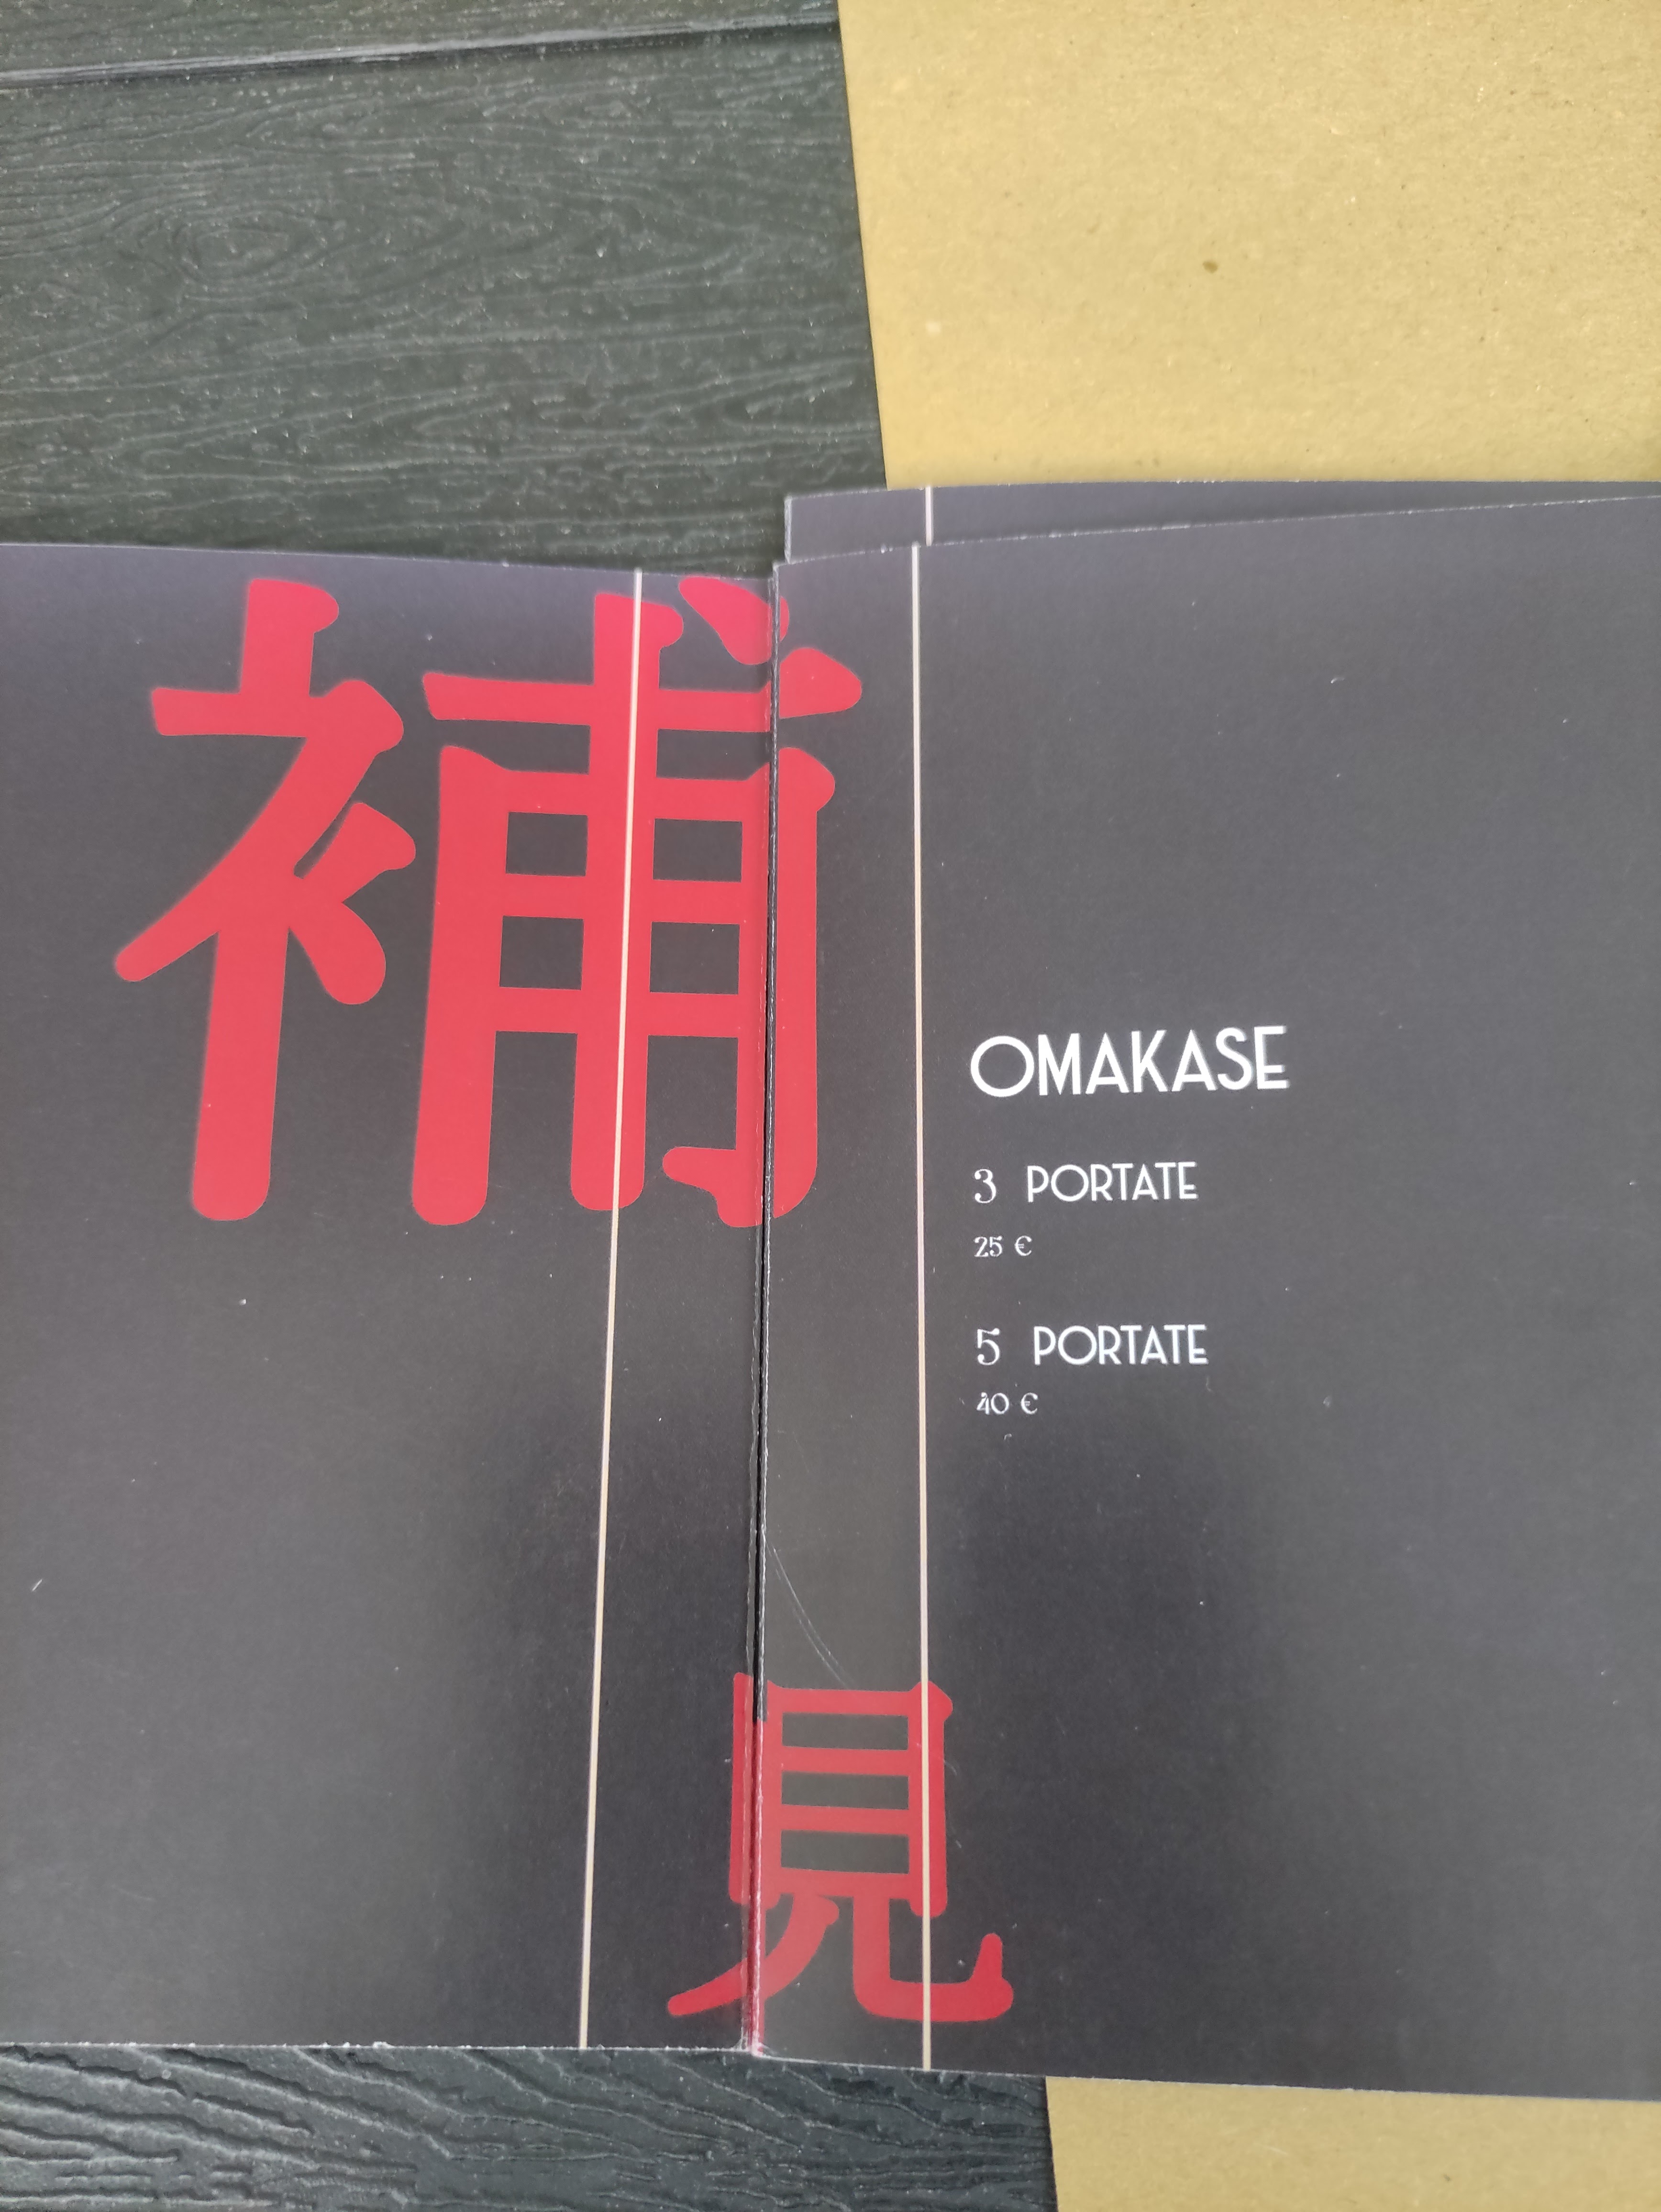 補
OMAKASE
3 PORTATE
25 €
5 PORTATE
40 €
見